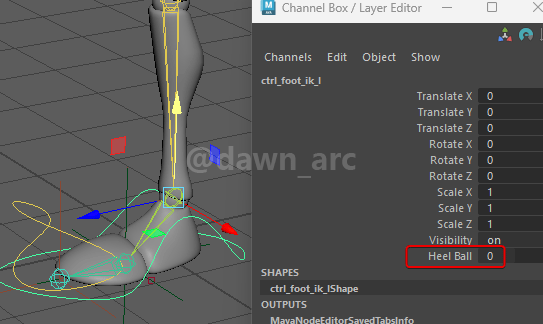 Channel Box / Layer Editor
Channels Edit Object Show
ctrl_foot_ik_l
Translate X 0
Translate Y 0
Translate Z 0
@dawn_arc
Rotate X 0
Rotate Y 0
Rotate Z 0
Scale X 1
Scale Y 1
Scale Z 1
Visibility on
Heel Ball 0
SHAPES
ctrl_foot_ik_lShape
OUTPUTS
MayaNodeEditorSavedTabsInfo